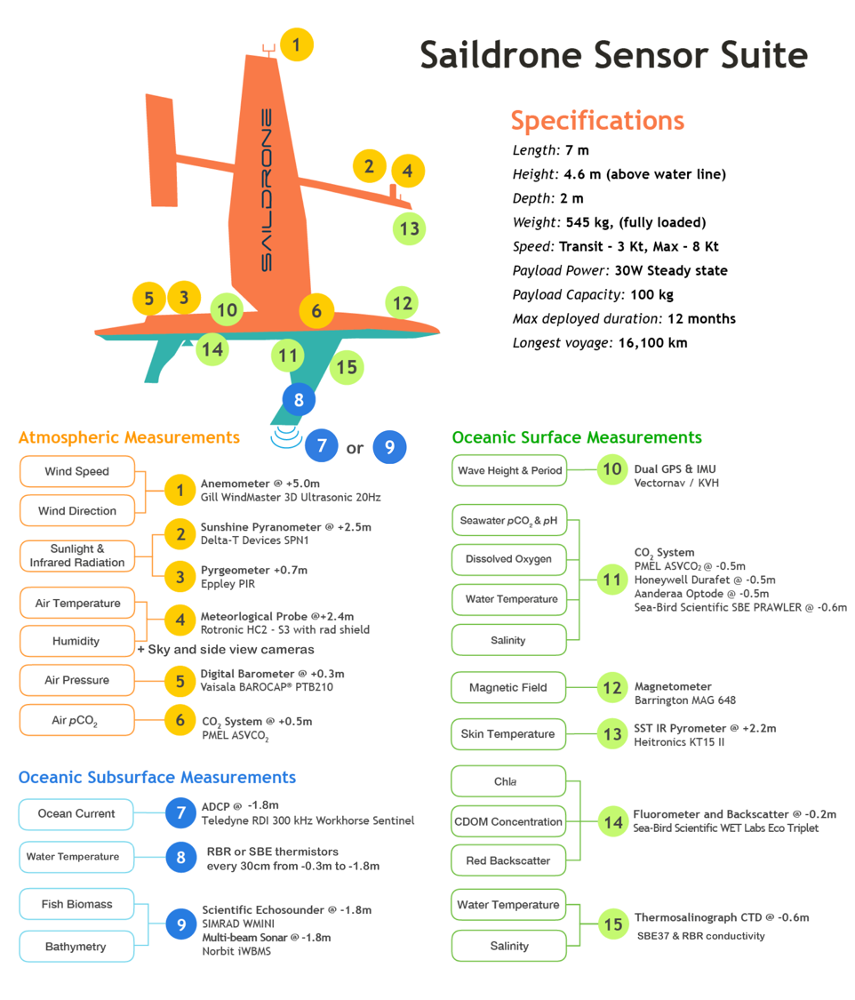 Saildrone Sensor Suite
1
SAILDRONE
2
4
13
5
3
10
6
12
14
11
15
8
7 or 9
Specifications
Length: 7 m
Height: 4.6 m (above water line)
Depth: 2 m
Weight: 545 kg, (fully loaded)
Speed: Transit - 3 Kt, Max - 8 Kt
Payload Power: 30W Steady state
Payload Capacity: 100 kg
Max deployed duration: 12 months
Longest voyage: 16,100 km
Atmospheric Measurements
Wind Speed
Wind Direction
1
Anemometer @ +5.0m
Gill WindMaster 3D Ultrasonic 20Hz
Sunlight &
Infrared Radiation
2
Sunshine Pyranometer @ +2.5m
Delta-T Devices SPN1
3
Pyrgeometer +0.7m
Eppley PIR
Air Temperature
Humidity
4
Meteorlogical Probe @+2.4m
Rotronic HC2 - S3 with rad shield
+ Sky and side view cameras
Air Pressure
5
Digital Barometer @ +0.3m
Vaisala BAROCAP® PTB210
Air pCO2
6
CO2 System @ +0.5m
PMEL ASVCO2
Oceanic Subsurface Measurements
Ocean Current
7
ADCP @ -1.8m
Teledyne RDI 300 kHz Workhorse Sentinel
Water Temperature
8
RBR or SBE thermistors
every 30cm from -0.3m to -1.8m
Fish Biomass
Bathymetry
9
Scientific Echosounder @ -1.8m
SIMRAD WMINI
Multi-beam Sonar @ -1.8m
Norbit iWBMS
Oceanic Surface Measurements
Wave Height & Period
10
Dual GPS & IMU
Vectornav / KVH
Seawater pCO2 & pH
Dissolved Oxygen
Water Temperature
Salinity
11
CO2 System
PMEL ASVCO2 @ -0.5m
Honeywell Durafet @ -0.5m
Aanderaa Optode @ -0.5m
Sea-Bird Scientific SBE PRAWLER @ -0.6m
Magnetic Field
12
Magnetometer
Barrington MAG 648
Skin Temperature
13
SST IR Pyrometer @ +2.2m
Heitronics KT15 II
Chla
CDOM Concentration
Red Backscatter
14
Fluorometer and Backscatter @ -0.2m
Sea-Bird Scientific WET Labs Eco Triplet
Water Temperature
Salinity
15
Thermosalinograph CTD @ -0.6m
SBE37 & RBR conductivity